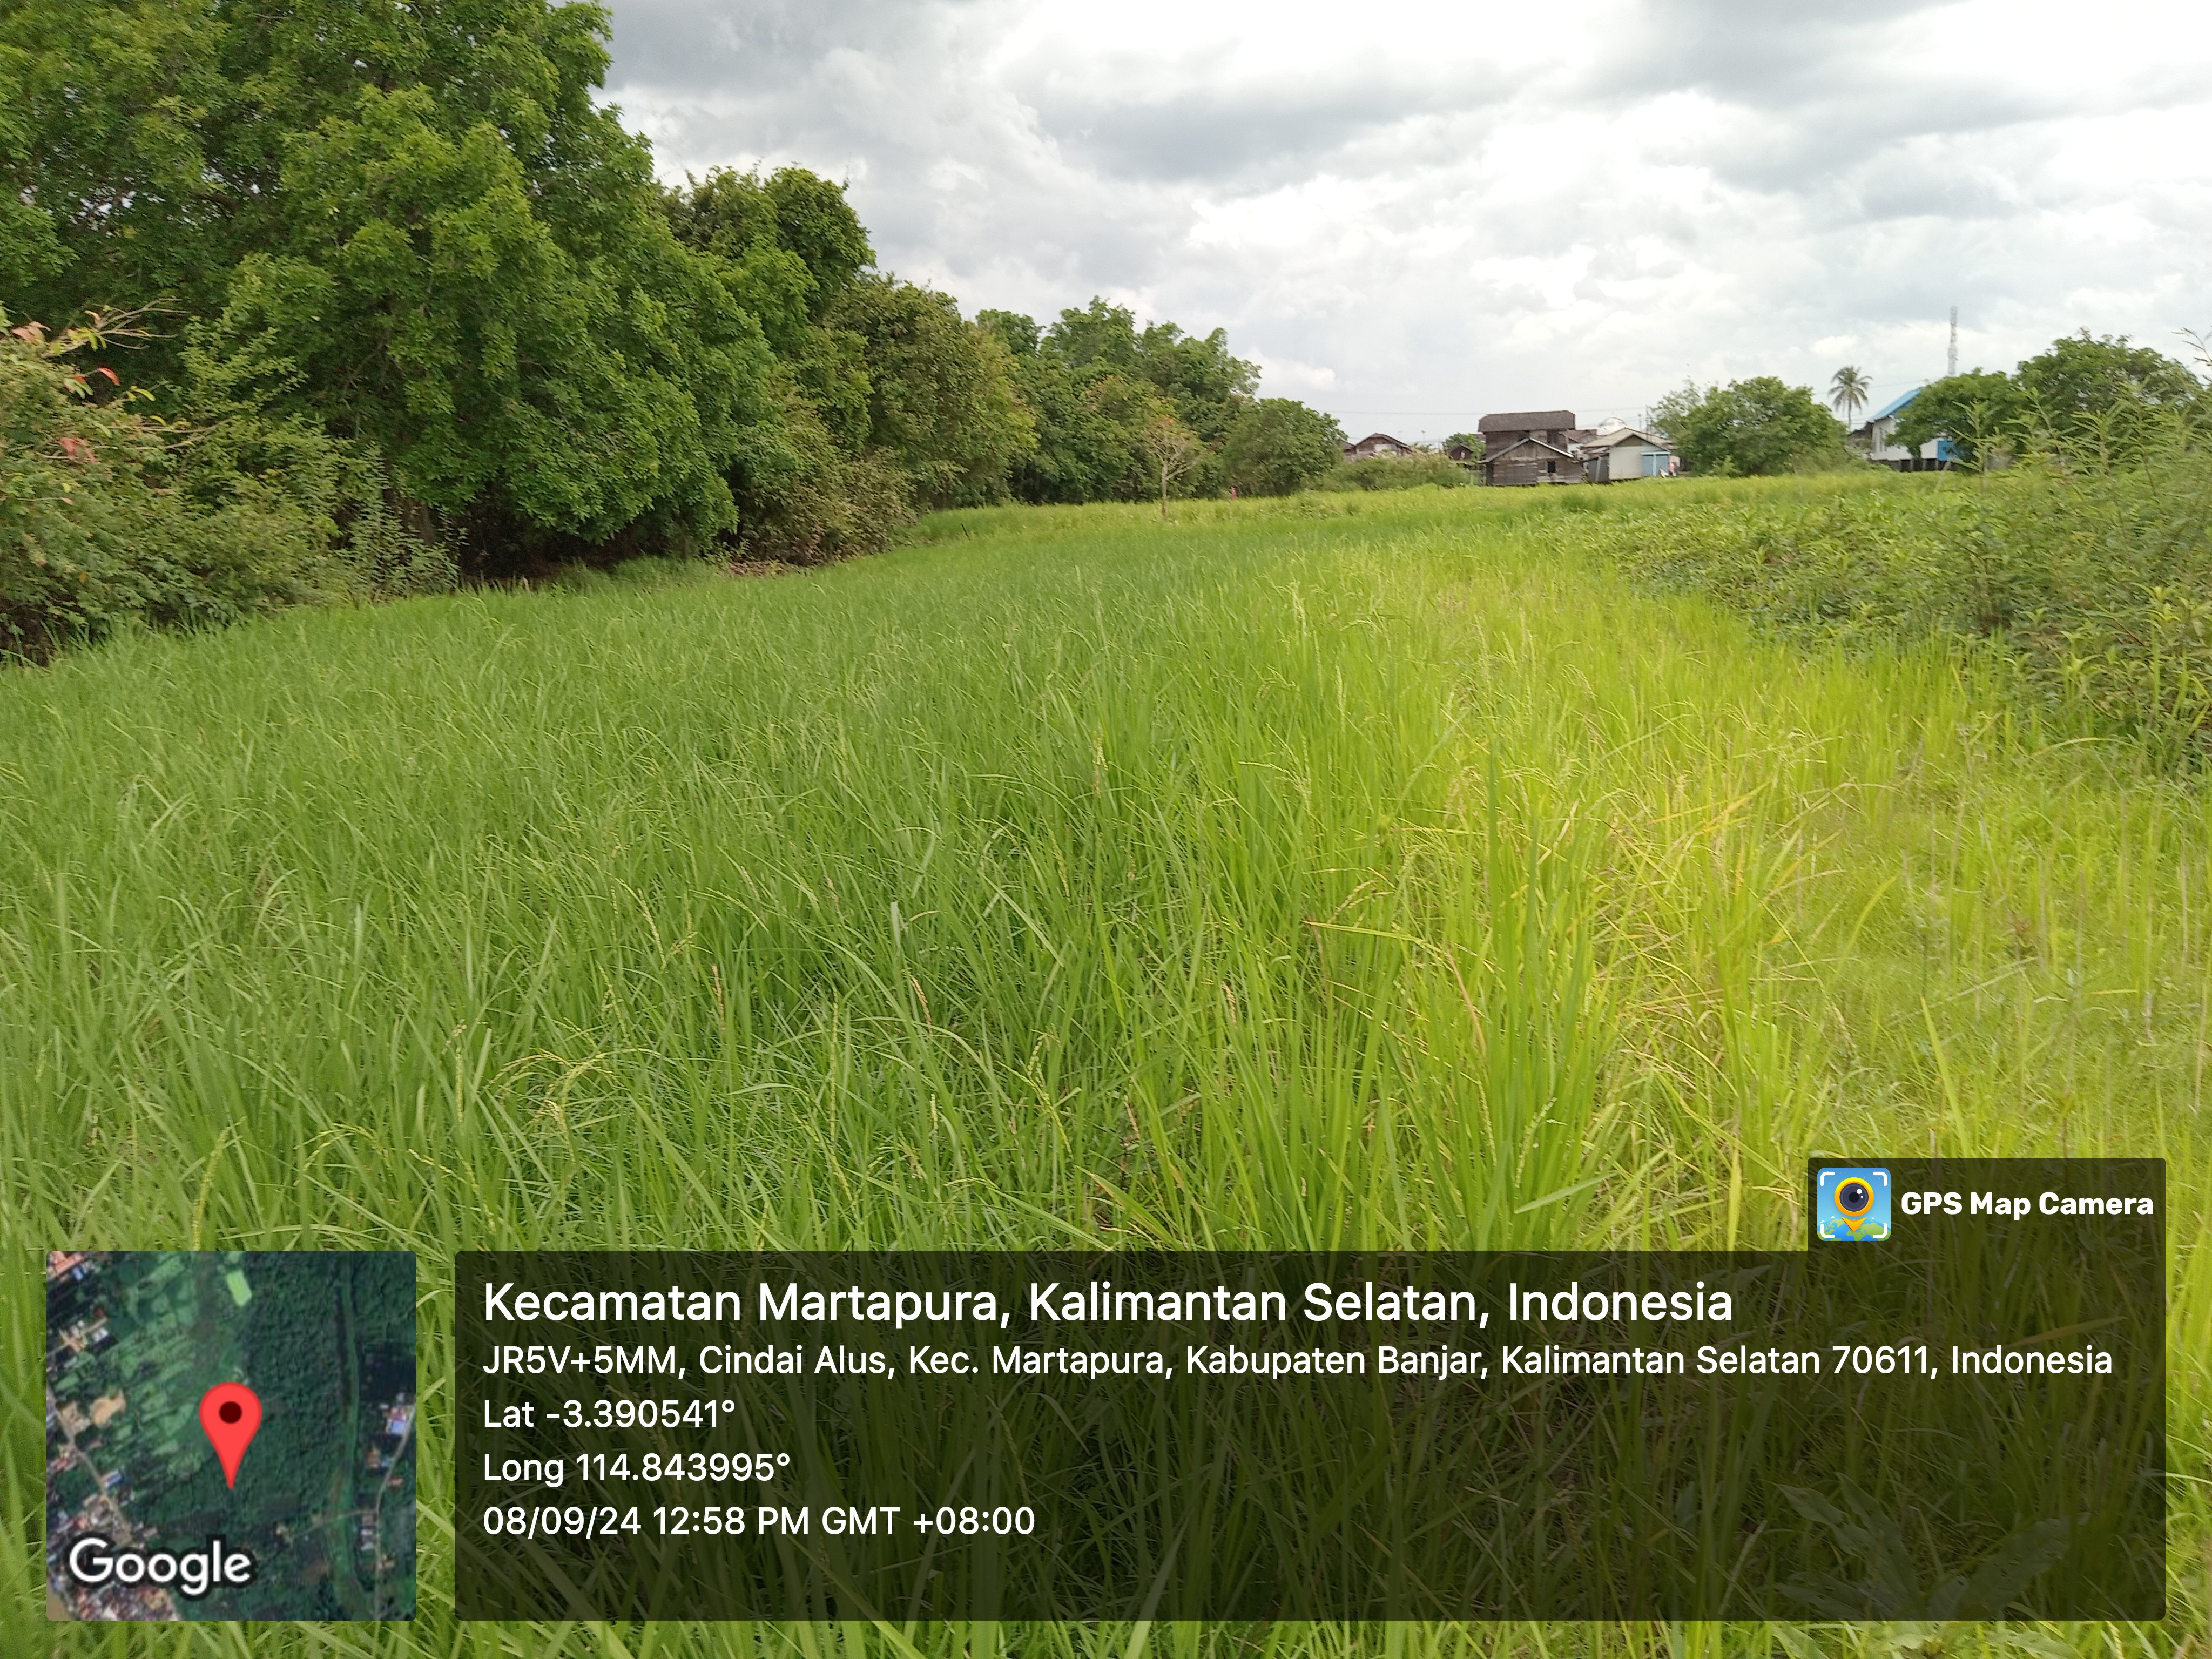 GPS Map Camera
Kecamatan Martapura, Kalimantan Selatan, Indonesia
JR5V+5MM, Cindai Alus, Kec. Martapura, Kabupaten Banjar, Kalimantan Selatan 70611, Indonesia
Lat -3.390541°
Long 114.843995°
08/09/24 12:58 PM GMT +08:00
Google